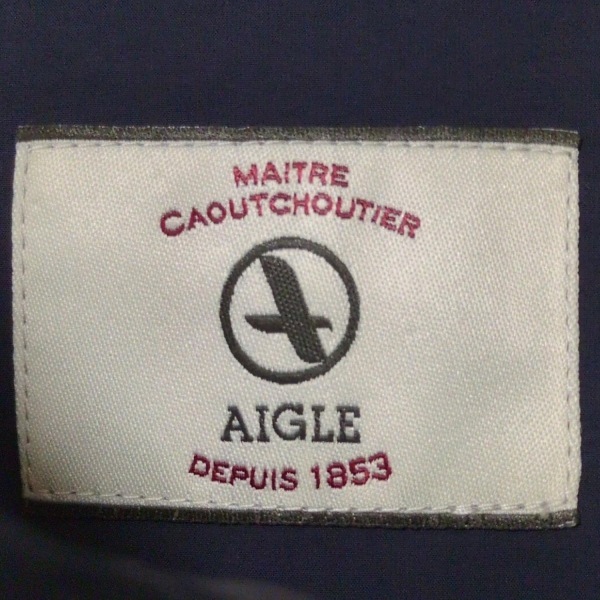 MAITRE
CAOUTCHOUTIER
AIGLE
DEPUIS 1853